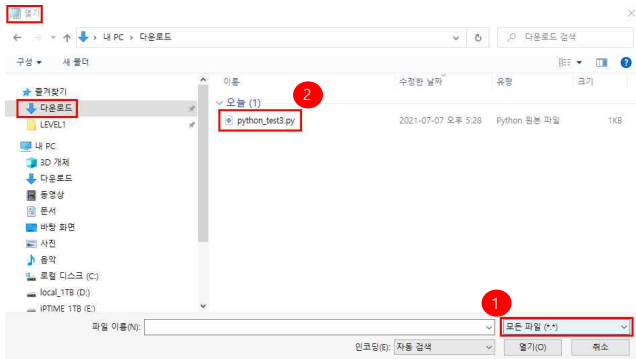 열기
내 PC > 다운로드
다운로드 검색
구성 새 폴더
이름 수정한 날짜 유형 크기
즐겨찾기
다운로드
LEVEL1
내 PC
3D 개체
다운로드
동영상
문서
바탕 화면
사진
음악
로컬 디스크 (C:)
local_1TB (D:)
IPTIME 1TB (E:)
2
오늘 (1)
python_test3.py 2021-07-07 오후 5:28 Python 원본 파일 1KB
1
파일 이름(N): 모든 파일 (*.*)
인코딩(E): 자동 검색 열기(O) 취소